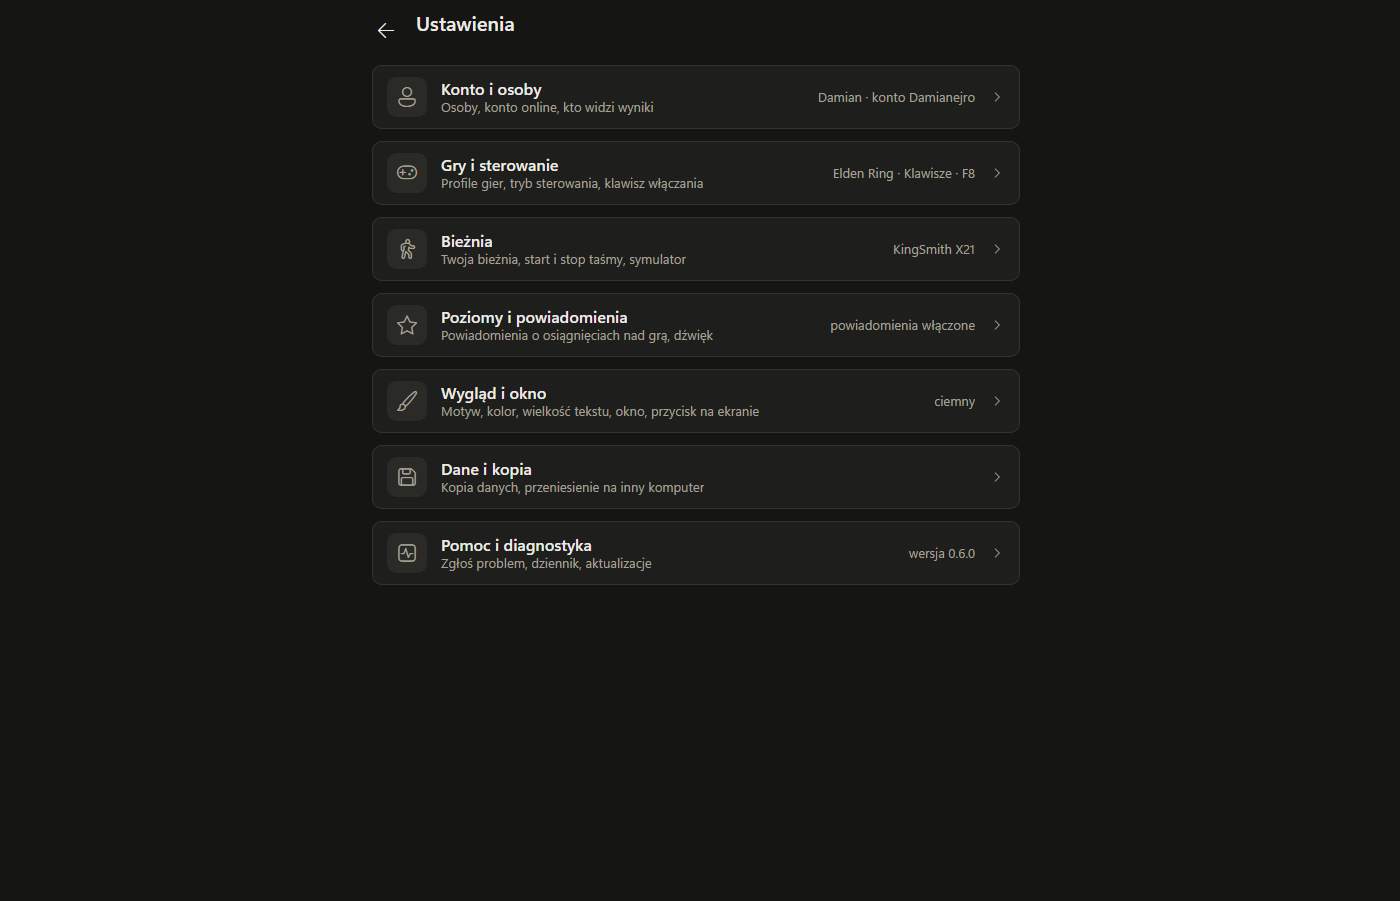 Ustawienia
Konto i osoby
Osoby, konto online, kto widzi wyniki
Damian · konto Damianejro
Gry i sterowanie
Profile gier, tryb sterowania, klawisz włączania
Elden Ring · Klawisze · F8
Bieżnia
Twoja bieżnia, start i stop taśmy, symulator
KingSmith X21
Poziomy i powiadomienia
Powiadomienia o osiągnięciach nad grą, dźwięk
powiadomienia włączone
Wygląd i okno
Motyw, kolor, wielkość tekstu, okno, przycisk na ekranie
ciemny
Dane i kopia
Kopia danych, przeniesienie na inny komputer
Pomoc i diagnostyka
Zgłoś problem, dziennik, aktualizacje
wersja 0.6.0